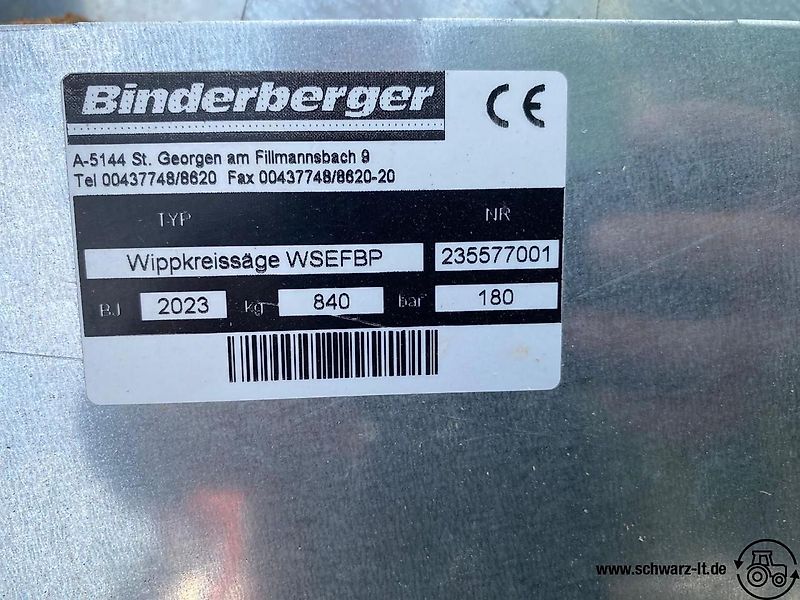 Binderberger
CE
A-5144 St. Georgen am Fillmannsbach 9
Tel 00437748/8620 Fax 00437748/8620-20
TYP NR
Wippkreissäge WSEFBP 235577001
BJ 2023 kg 840 bar 180
www.schwarz-lt.de